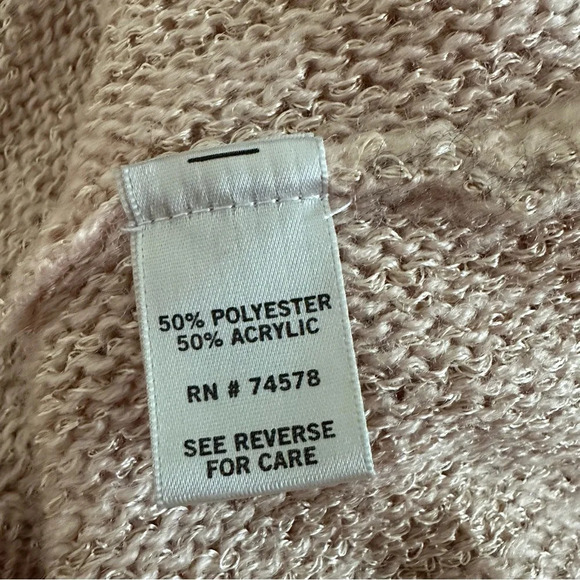 50% POLYESTER
50% ACRYLIC
RN # 74578
SEE REVERSE
FOR CARE